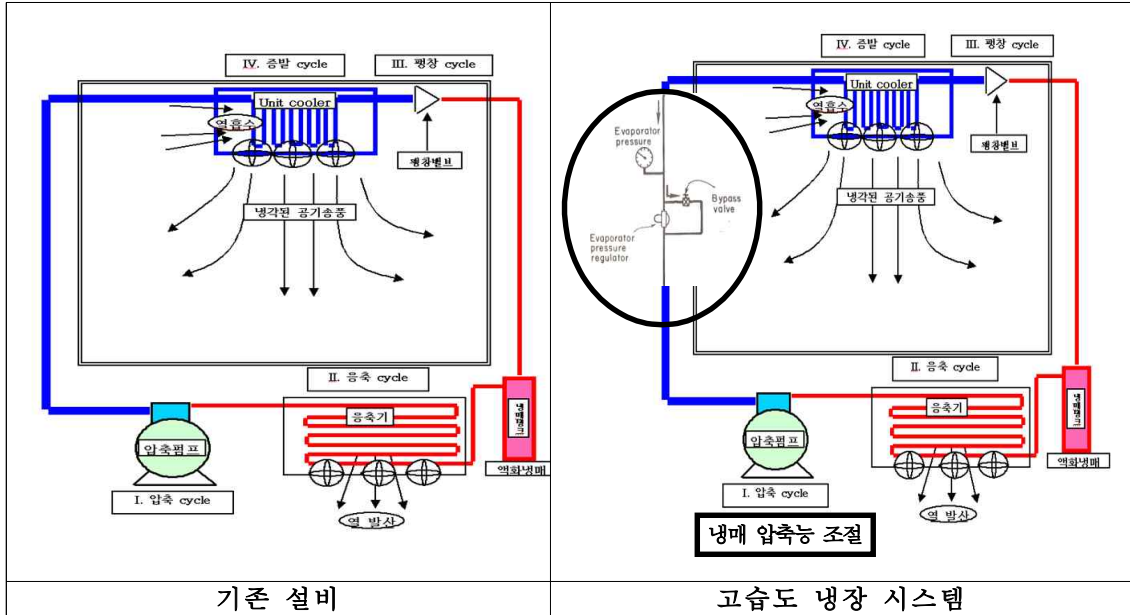 IV. 증발 cycle
III. 팽창 cycle
Unit cooler
열흡수
팽창밸브
냉각된 공기송풍
II. 응축 cycle
응축기
압축펌프
냉매탱크
액화냉매
I. 압축 cycle
열 발산
기존 설비
IV. 증발 cycle
III. 팽창 cycle
Unit cooler
열흡수
팽창밸브
Evaporator
pressure
냉각된 공기송풍
Bypass
valve
Evaporator
pressure
regulator
II. 응축 cycle
응축기
압축펌프
냉매탱크
액화냉매
I. 압축 cycle
열 발산
냉매 압축능 조절
고습도 냉장 시스템